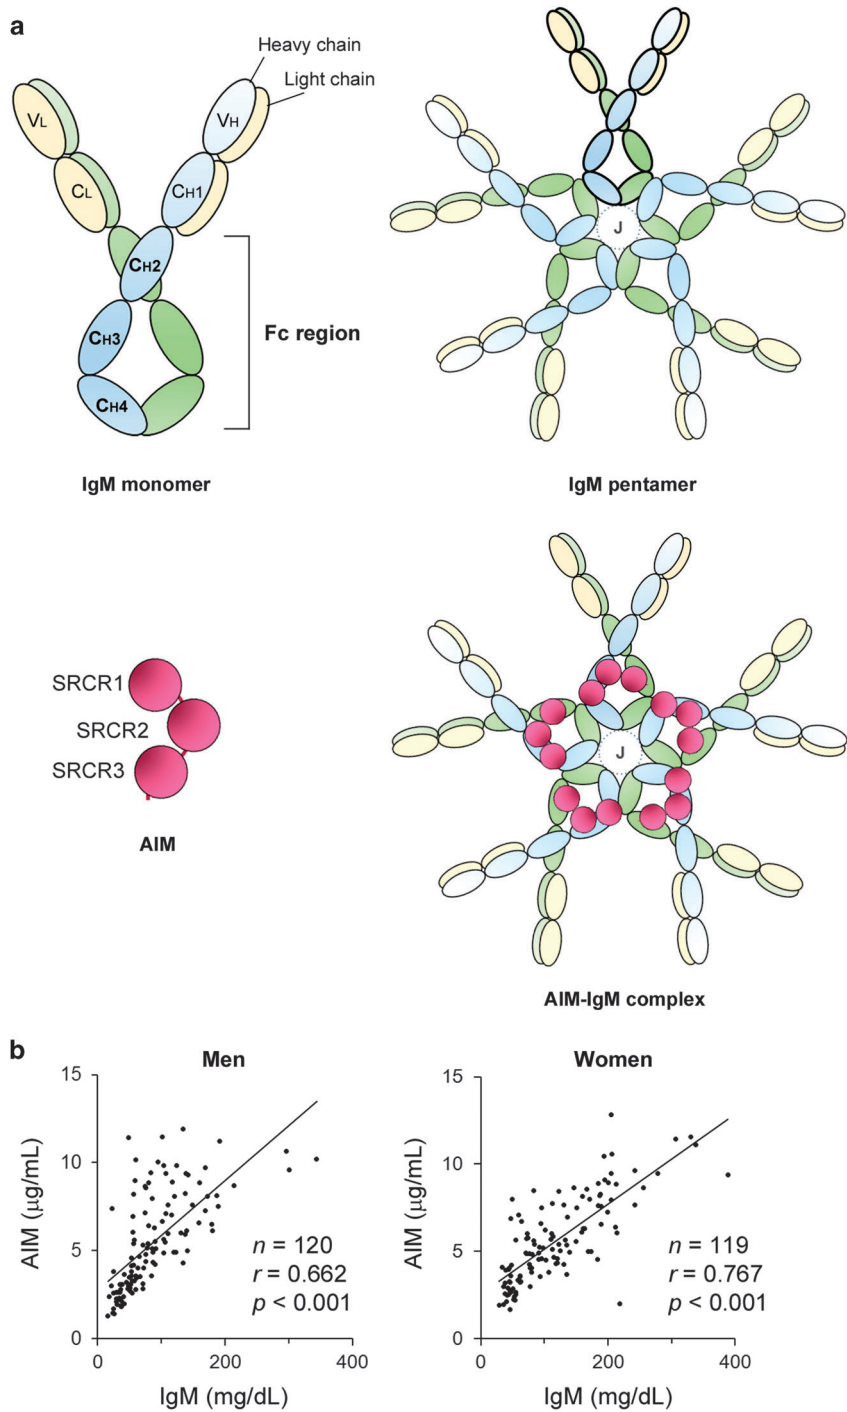 a
Heavy chain
Light chain
VL
VH
CL
CH1
CH2
CH3
CH4
Fc region
IgM monomer
J
IgM pentamer
SRCR1
SRCR2
SRCR3
AIM
J
AIM-IgM complex
b
Men
15
10
5
0
AIM (μg/mL)
n = 120
r = 0.662
p < 0.001
0 200 400
IgM (mg/dL)
Women
15
10
5
0
AIM (μg/mL)
n = 119
r = 0.767
p < 0.001
0 200 400
IgM (mg/dL)